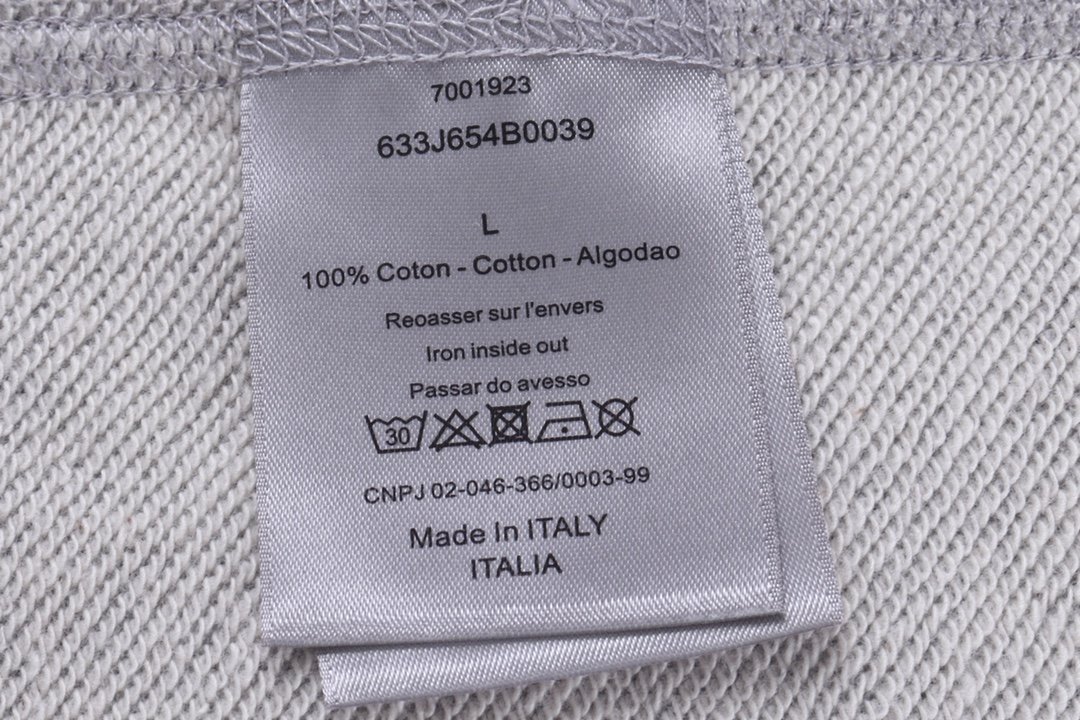 7001923
633J654B0039
L
100% Coton - Cotton - Algodao
Reoasser sur l'envers
Iron inside out
Passar do avesso
30
CNPJ 02-046-366/0003-99
Made In ITALY
ITALIA